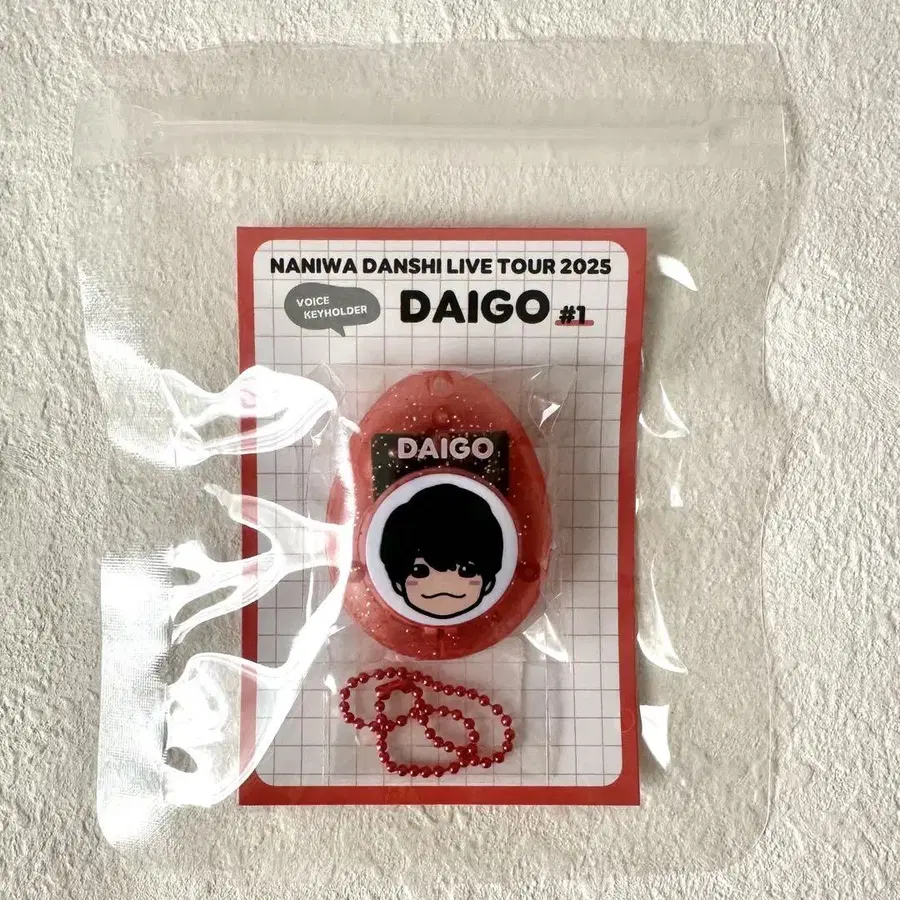 NANIWA DANSHI LIVE TOUR 2025
VOICE
KEYHOLDER
DAIGO #1
DAIGO